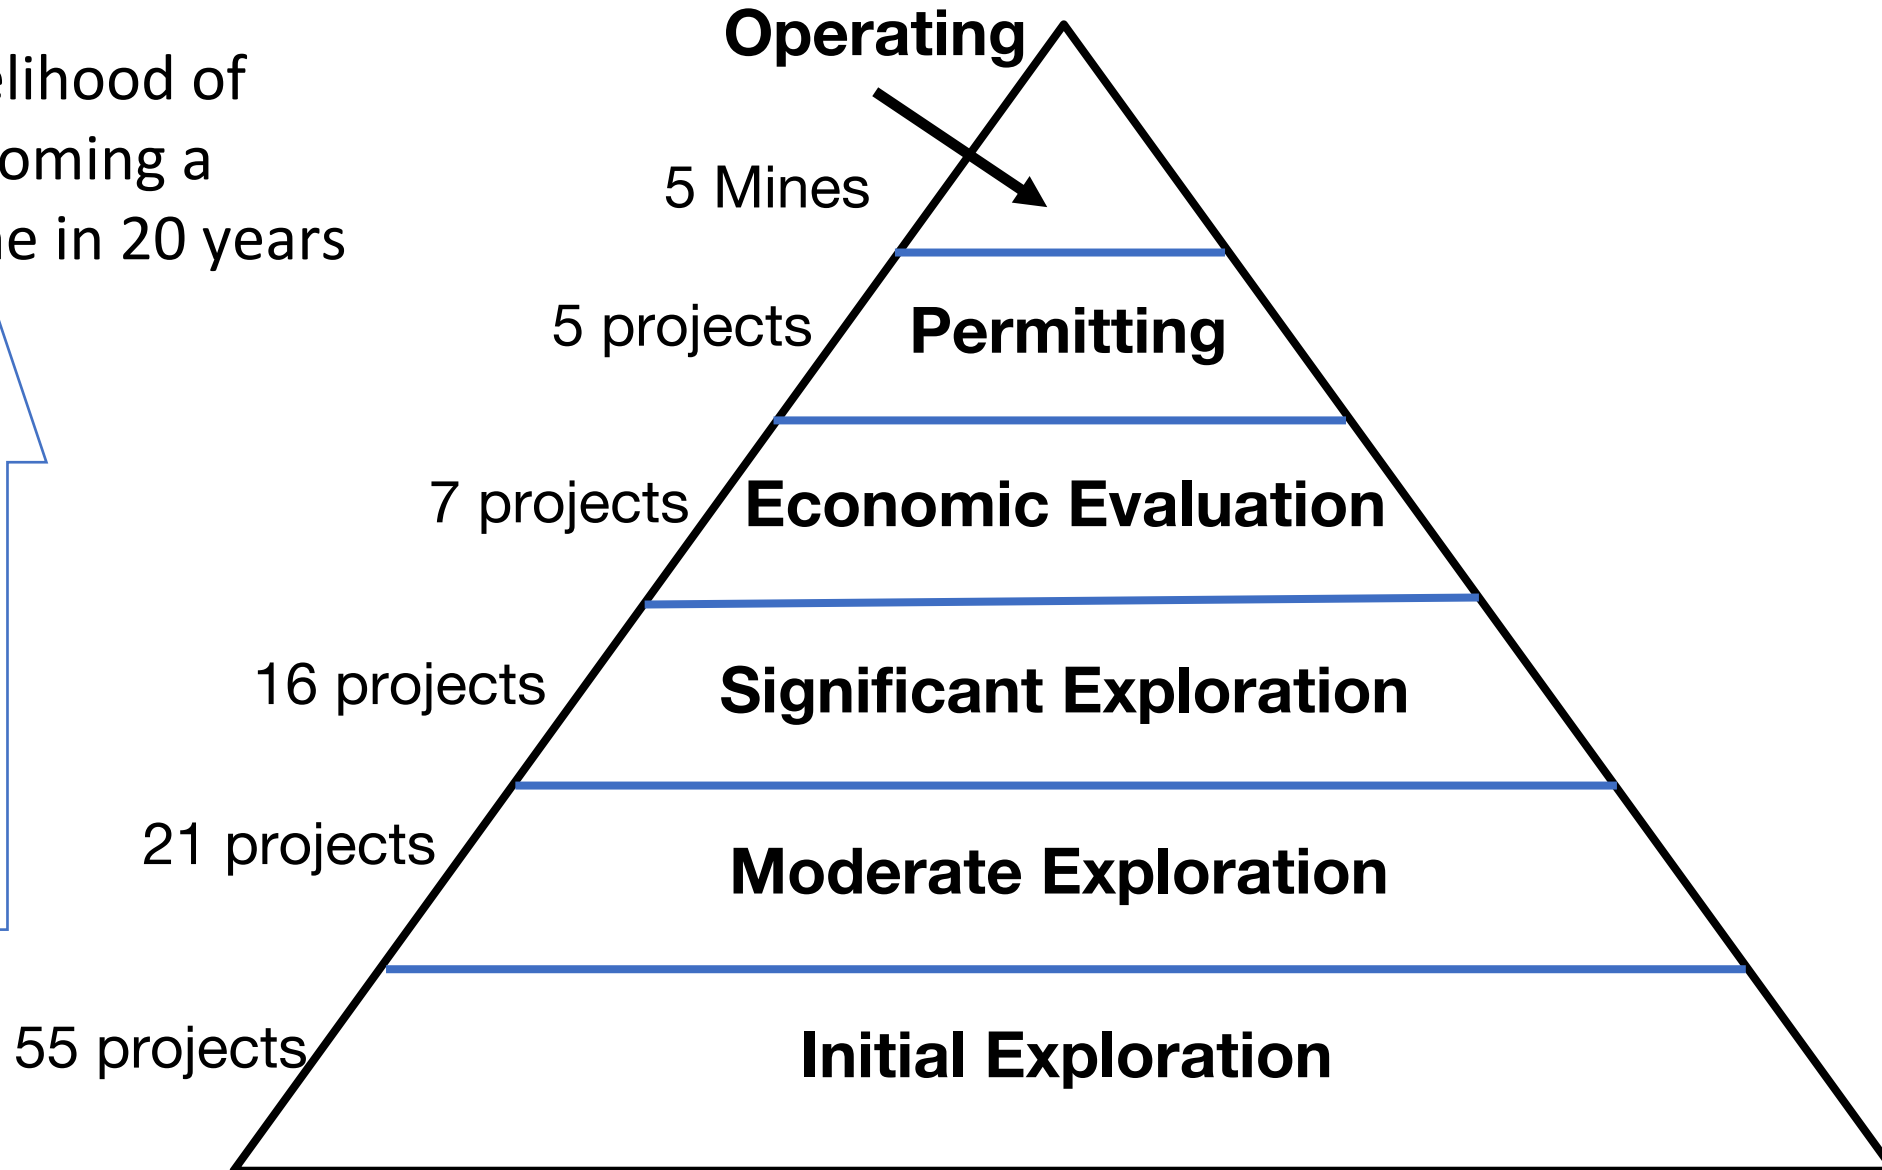 elihood of
oming a
ne in 20 years
Operating
5 Mines
5 projects
Permitting
7 projects
Economic Evaluation
16 projects
Significant Exploration
21 projects
Moderate Exploration
55 projects
Initial Exploration